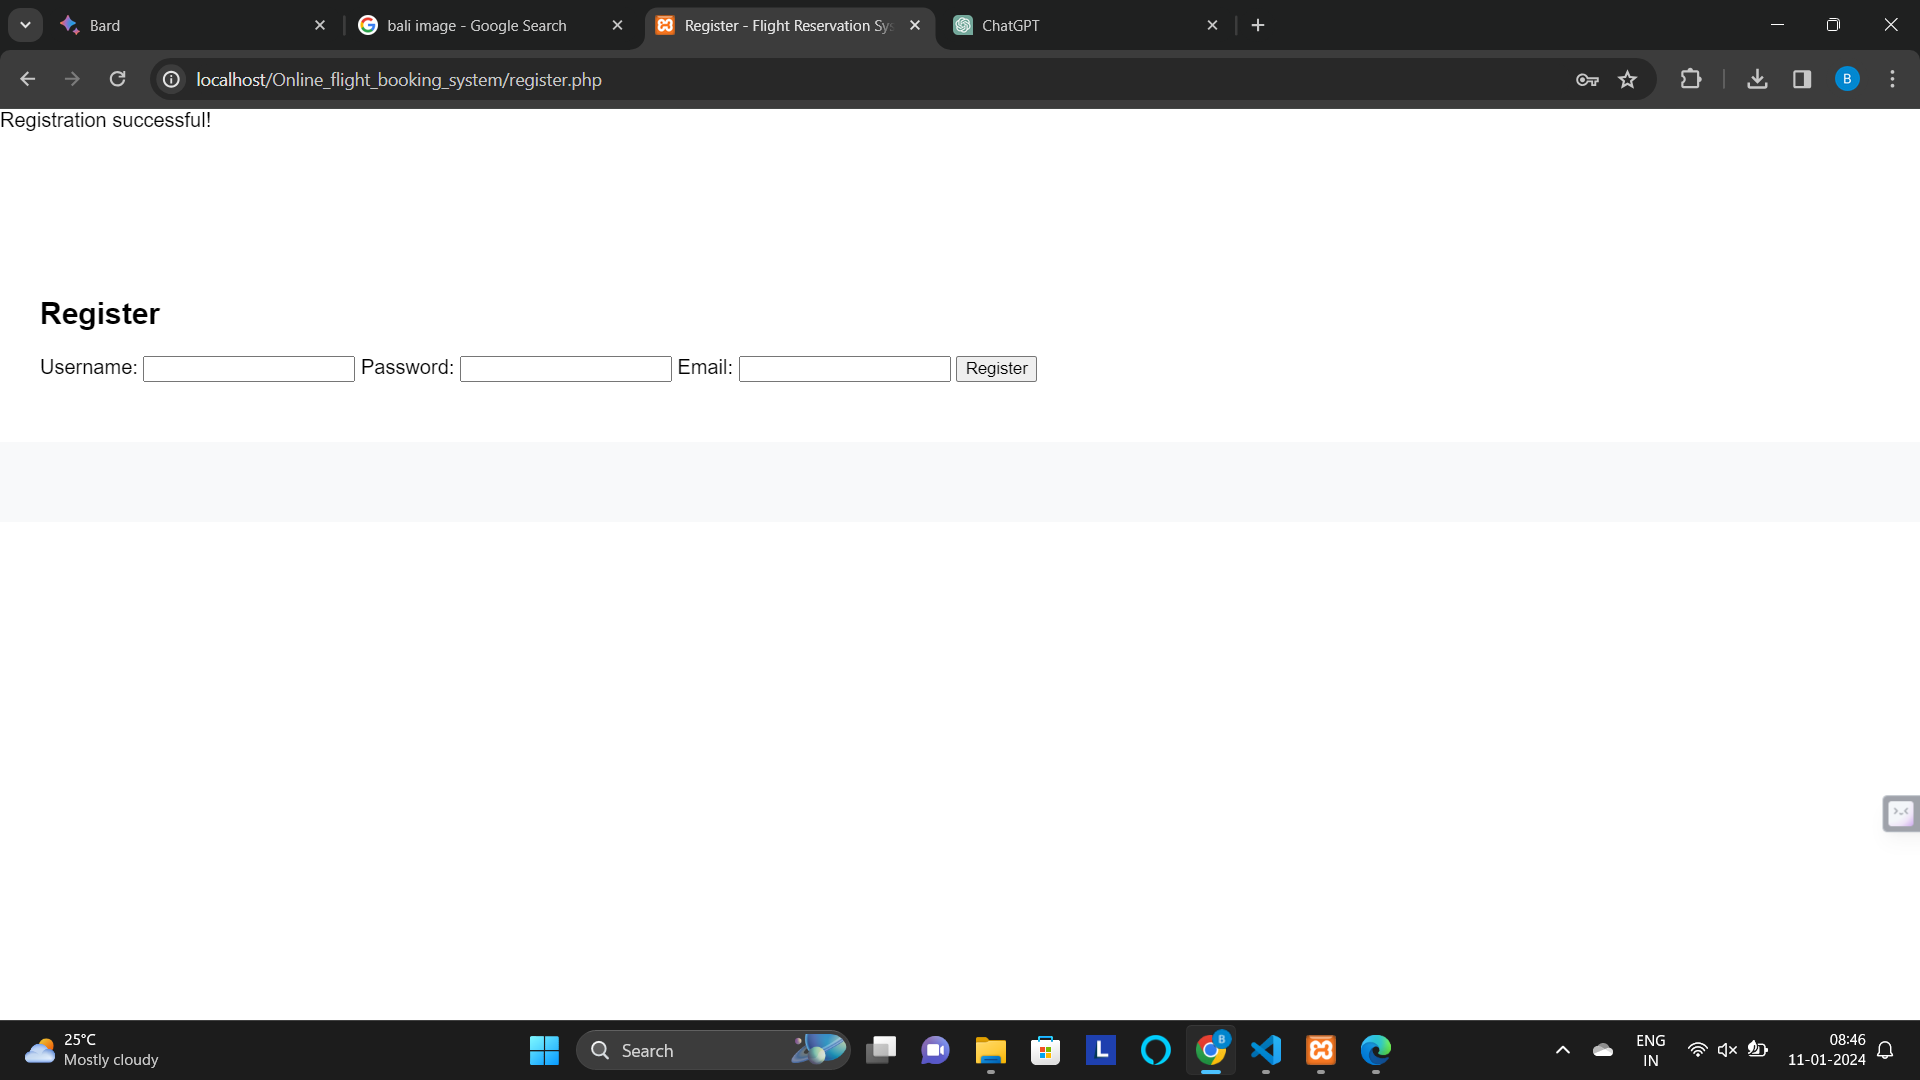 Bard
bali image - Google Search
Register - Flight Reservation Sys
ChatGPT
localhost/Online_flight_booking_system/register.php
B
Registration successful!
Register
Username:
Password:
Email:
Register
25°C
Mostly cloudy
Search
L
B
ENG
IN
08:46
11-01-2024